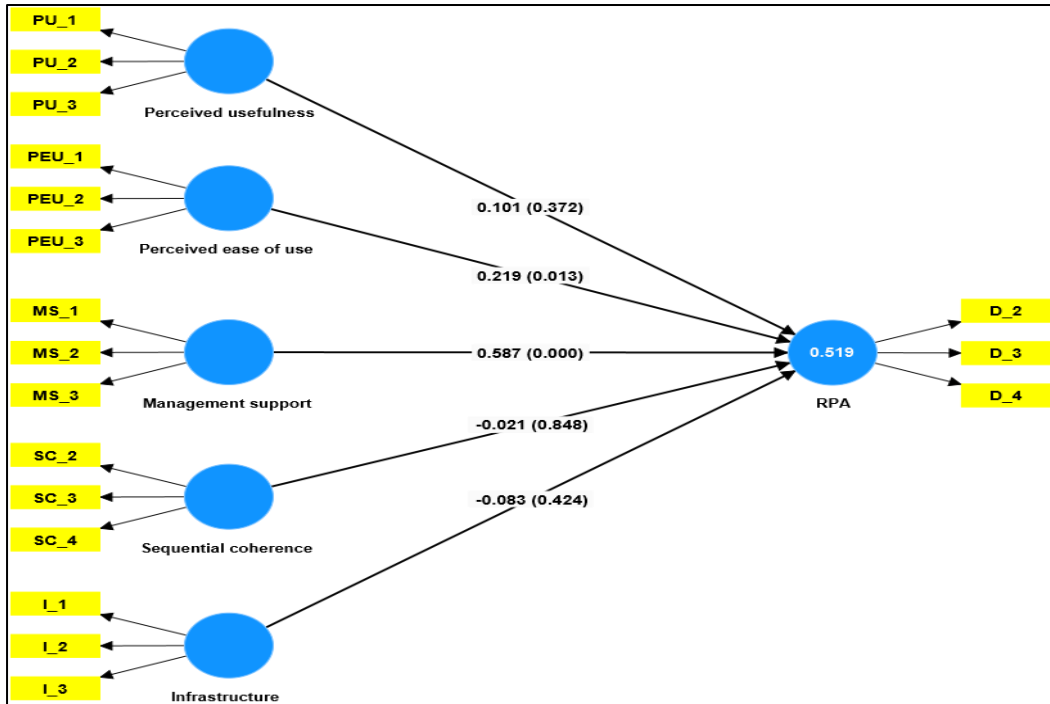 PU_1
PU_2
PU_3
Perceived usefulness
PEU_1
PEU_2
PEU_3
Perceived ease of use
MS_1
MS_2
MS_3
Management support
SC_2
SC_3
SC_4
Sequential coherence
I_1
I_2
I_3
Infrastructure
0.101 (0.372)
0.219 (0.013)
0.587 (0.000)
-0.021 (0.848)
-0.083 (0.424)
0.519
RPA
D_2
D_3
D_4